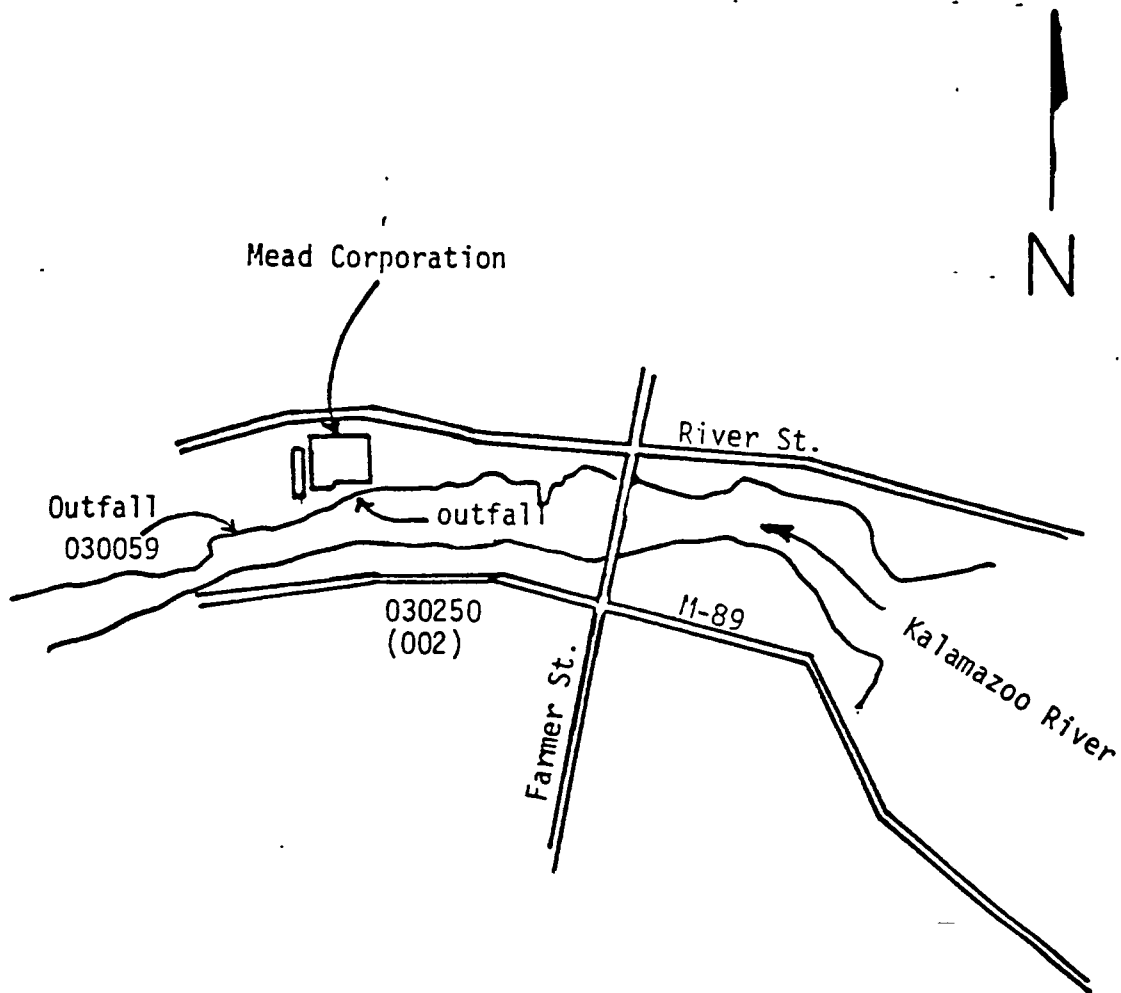 N
Mead Corporation
River St.
Outfall
030059
outfall
030250
(002)
M-89
Farmer St.
Kalamazoo River